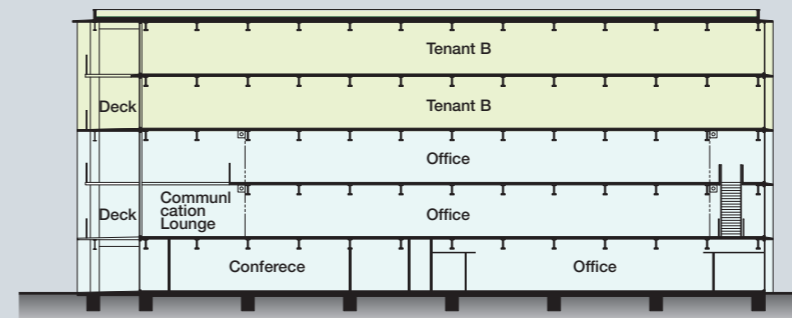 Tenant B
Deck
Tenant B
Office
Communi
cation
Lounge
Deck
Office
Conferece
Office